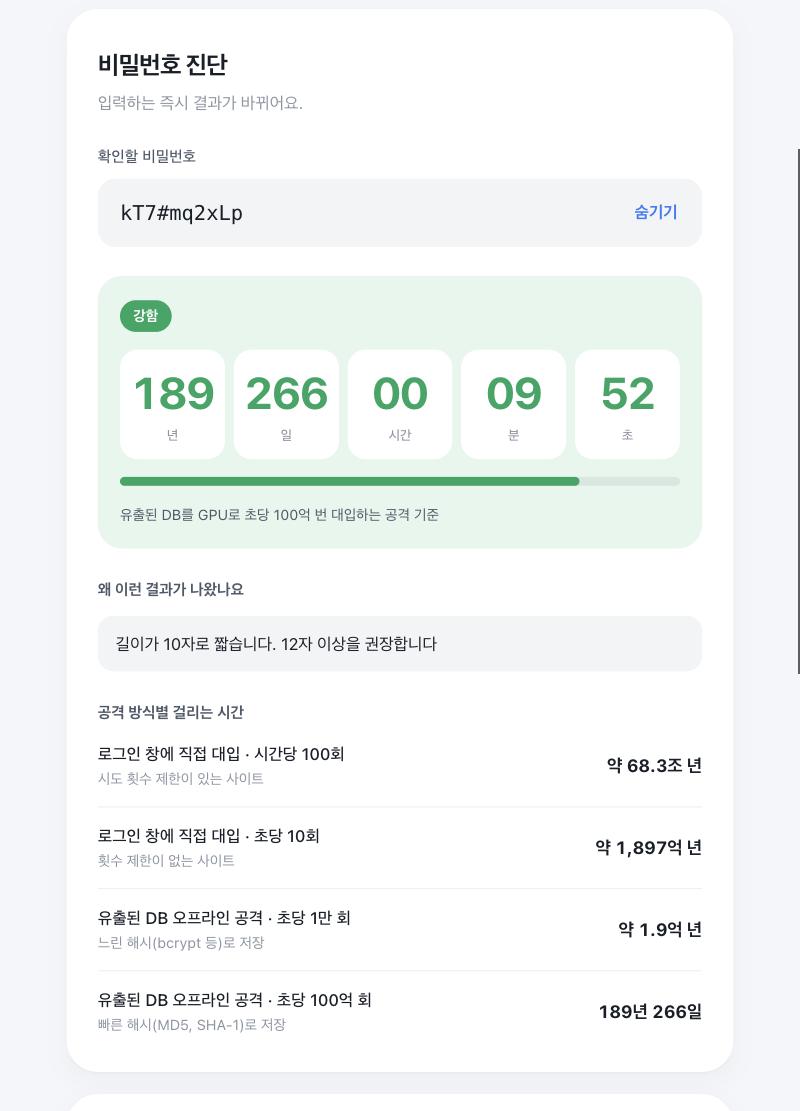 비밀번호 진단
입력하는 즉시 결과가 바뀌어요.
확인할 비밀번호
kT7#mq2xLp
숨기기
강함
189 266 00 09 52
년 일 시간 분 초
유출된 DB를 GPU로 초당 100억 번 대입하는 공격 기준
왜 이런 결과가 나왔나요
길이가 10자로 짧습니다. 12자 이상을 권장합니다
공격 방식별 걸리는 시간
로그인 창에 직접 대입 · 시간당 100회
시도 횟수 제한이 있는 사이트
약 68.3조 년
로그인 창에 직접 대입 · 초당 10회
횟수 제한이 없는 사이트
약 1,897억 년
유출된 DB 오프라인 공격 · 초당 1만 회
느린 해시(bcrypt 등)로 저장
약 1.9억 년
유출된 DB 오프라인 공격 · 초당 100억 회
빠른 해시(MD5, SHA-1)로 저장
189년 266일